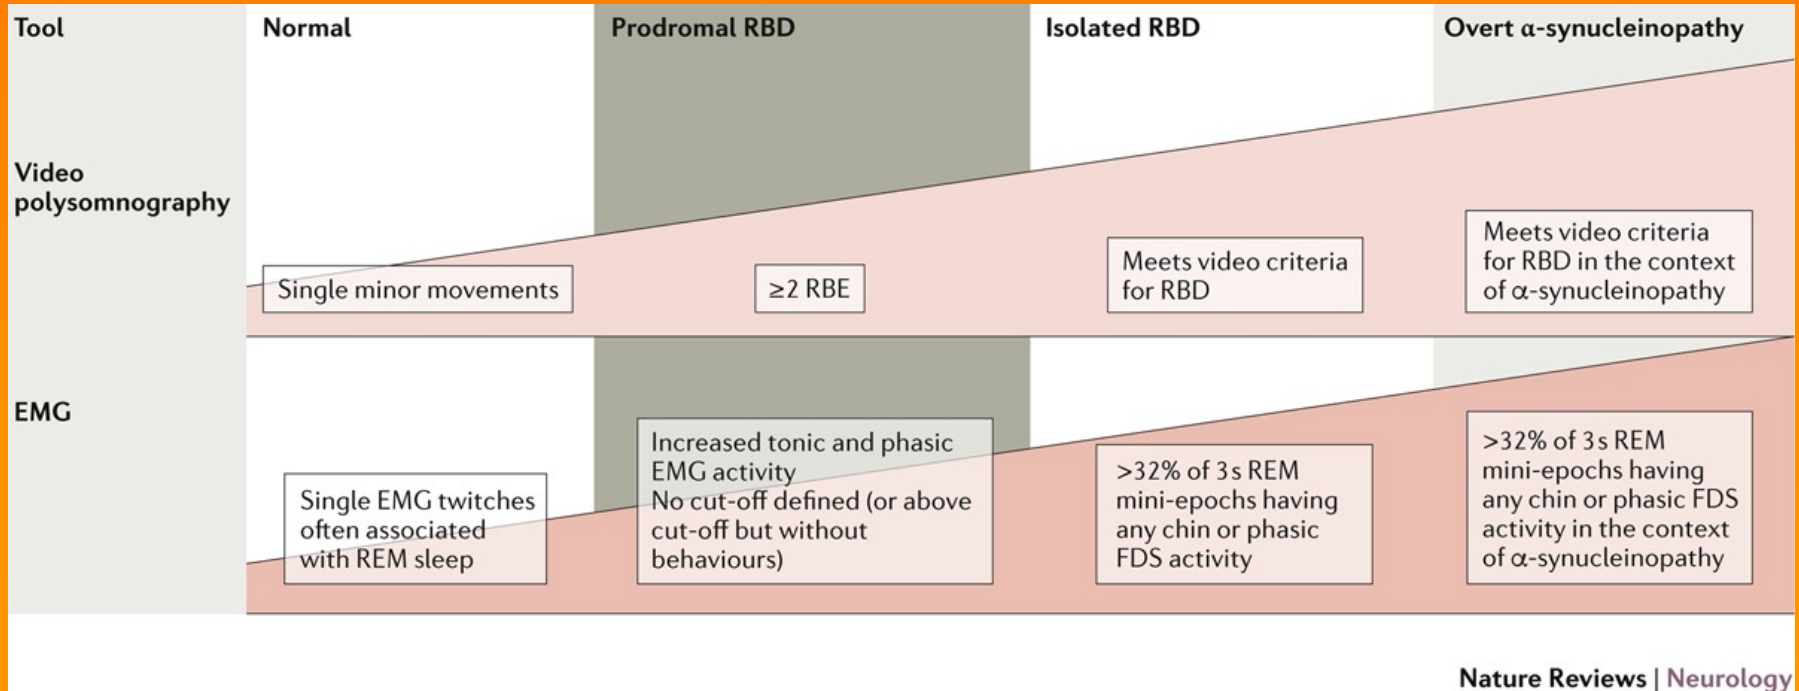 Tool
Normal
Prodromal RBD
Isolated RBD
Overt α-synucleinopathy
Video
polysomnography
Single minor movements
≥2 RBE
Meets video criteria
for RBD
Meets video criteria
for RBD in the context
of α-synucleinopathy
EMG
Single EMG twitches
often associated
with REM sleep
Increased tonic and phasic
EMG activity
No cut-off defined (or above
cut-off but without
behaviours)
>32% of 3s REM
mini-epochs having
any chin or phasic
FDS activity
>32% of 3s REM
mini-epochs having
any chin or phasic FDS
activity in the context
of α-synucleinopathy
Nature Reviews | Neurology